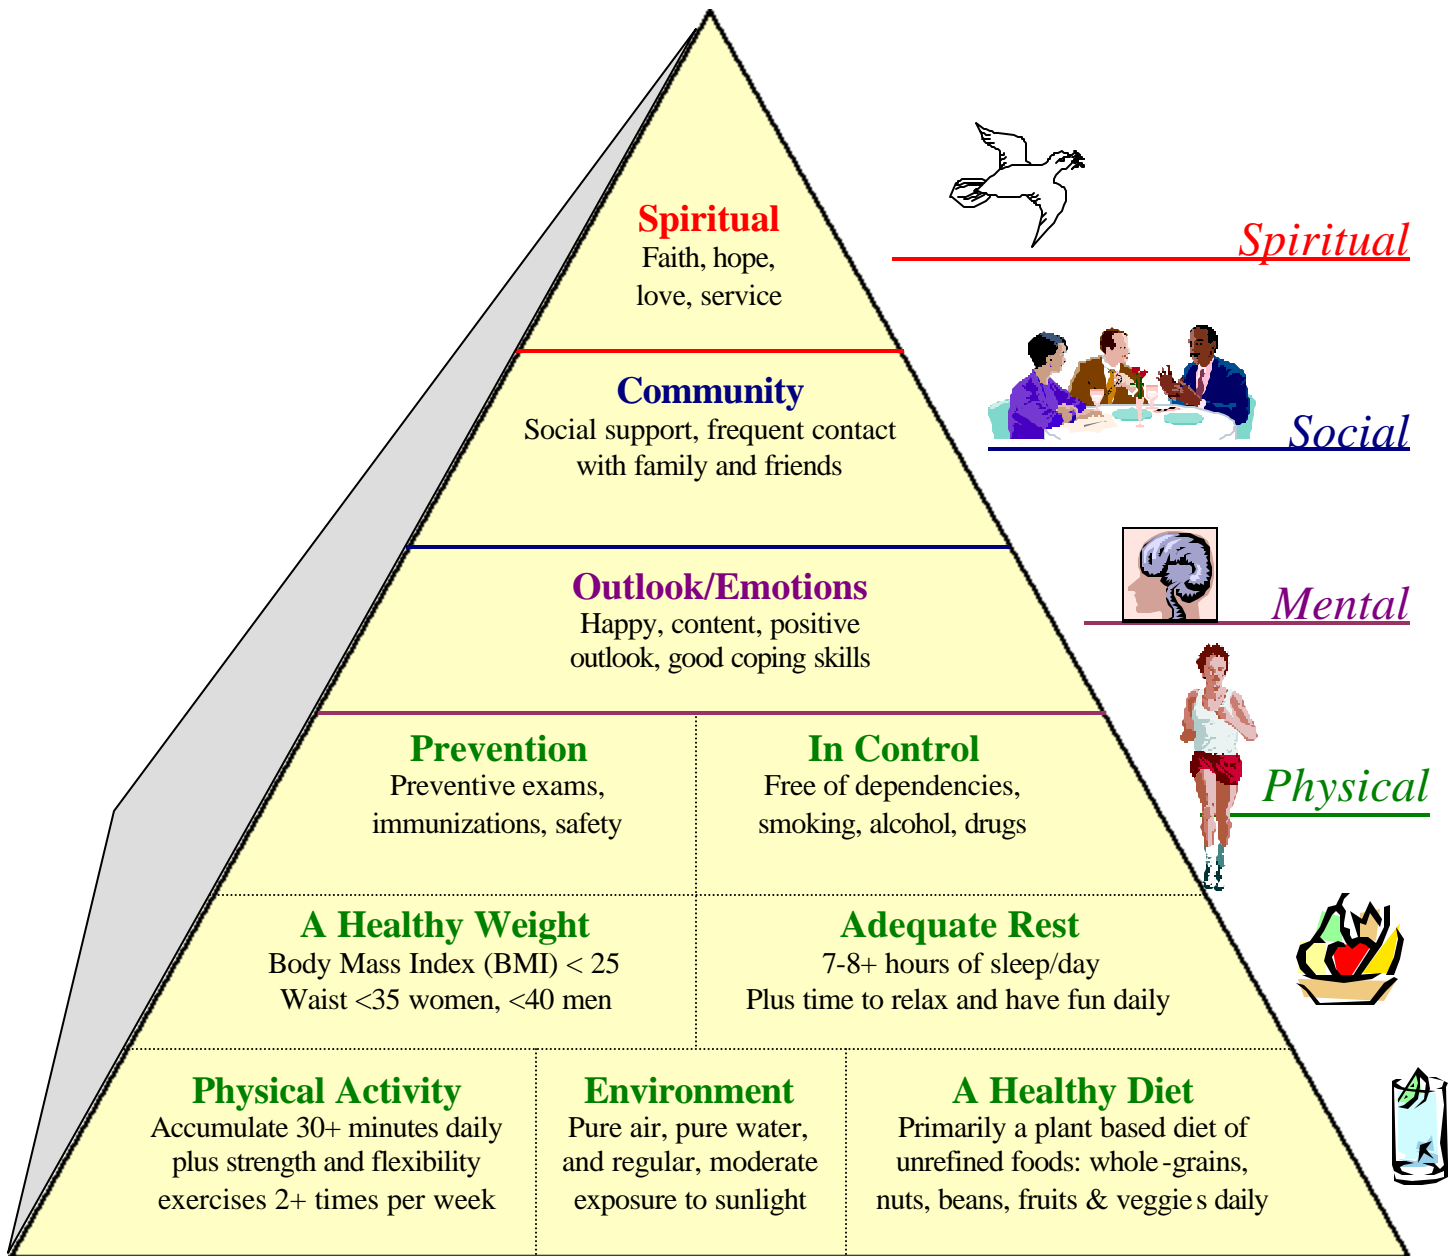 Spiritual
Faith, hope,
love, service
Spiritual
Community
Social support, frequent contact
with family and friends
Social
Outlook/Emotions
Happy, content, positive
outlook, good coping skills
Mental
Prevention
Preventive exams,
immunizations, safety
In Control
Free of dependencies,
smoking, alcohol, drugs
Physical
A Healthy Weight
Body Mass Index (BMI) < 25
Waist <35 women, <40 men
Adequate Rest
7-8+ hours of sleep/day
Plus time to relax and have fun daily
Physical Activity
Accumulate 30+ minutes daily
plus strength and flexibility
exercises 2+ times per week
Environment
Pure air, pure water,
and regular, moderate
exposure to sunlight
A Healthy Diet
Primarily a plant based diet of
unrefined foods: whole-grains,
nuts, beans, fruits & veggies daily